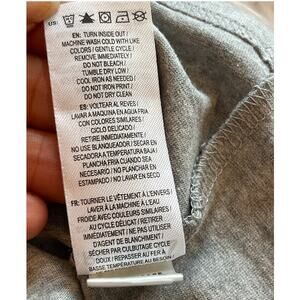 US:
EN: TURN INSIDE OUT /
MACHINE WASH COLD WITH LIKE
COLORS / GENTLE CYCLE /
REMOVE IMMEDIATELY /
DO NOT BLEACH /
TUMBLE DRY LOW /
COOL IRON AS NEEDED /
DO NOT IRON PRINT /
DO NOT DRY CLEAN
ES: VOLTEAR AL REVES /
LAVAR A MAQUINA EN AGUA FRIA
CON COLORES SIMILARES /
CICLO DELICADO /
RETIRE INMEDIATAMENTE /
NO USE BLANQUEADOR / SECAR EN
SECADORA A TEMPERATURA BAJA /
PLANCHA FRIA CUANDO SEA
NECESARIO / NO PLANCHAR EN
ESTAMPADO / NO LAVAR EN SECO
FR: TOURNER LE VÊTEMENT À L'ENVERS /
LAVER À LA MACHINE À L'EAU
FROIDE AVEC COULEURS SIMILAIRES /
AU CYCLE DÉLICAT / RETIRER
IMMÉDIATEMENT / NE PAS UTILISER
D'AGENT DE BLANCHIMENT /
SÉCHER PAR CULBUTAGE CYCLE
DOUX / REPASSER À FER À
BASSE TEMPÉRATURE AU BESOIN /